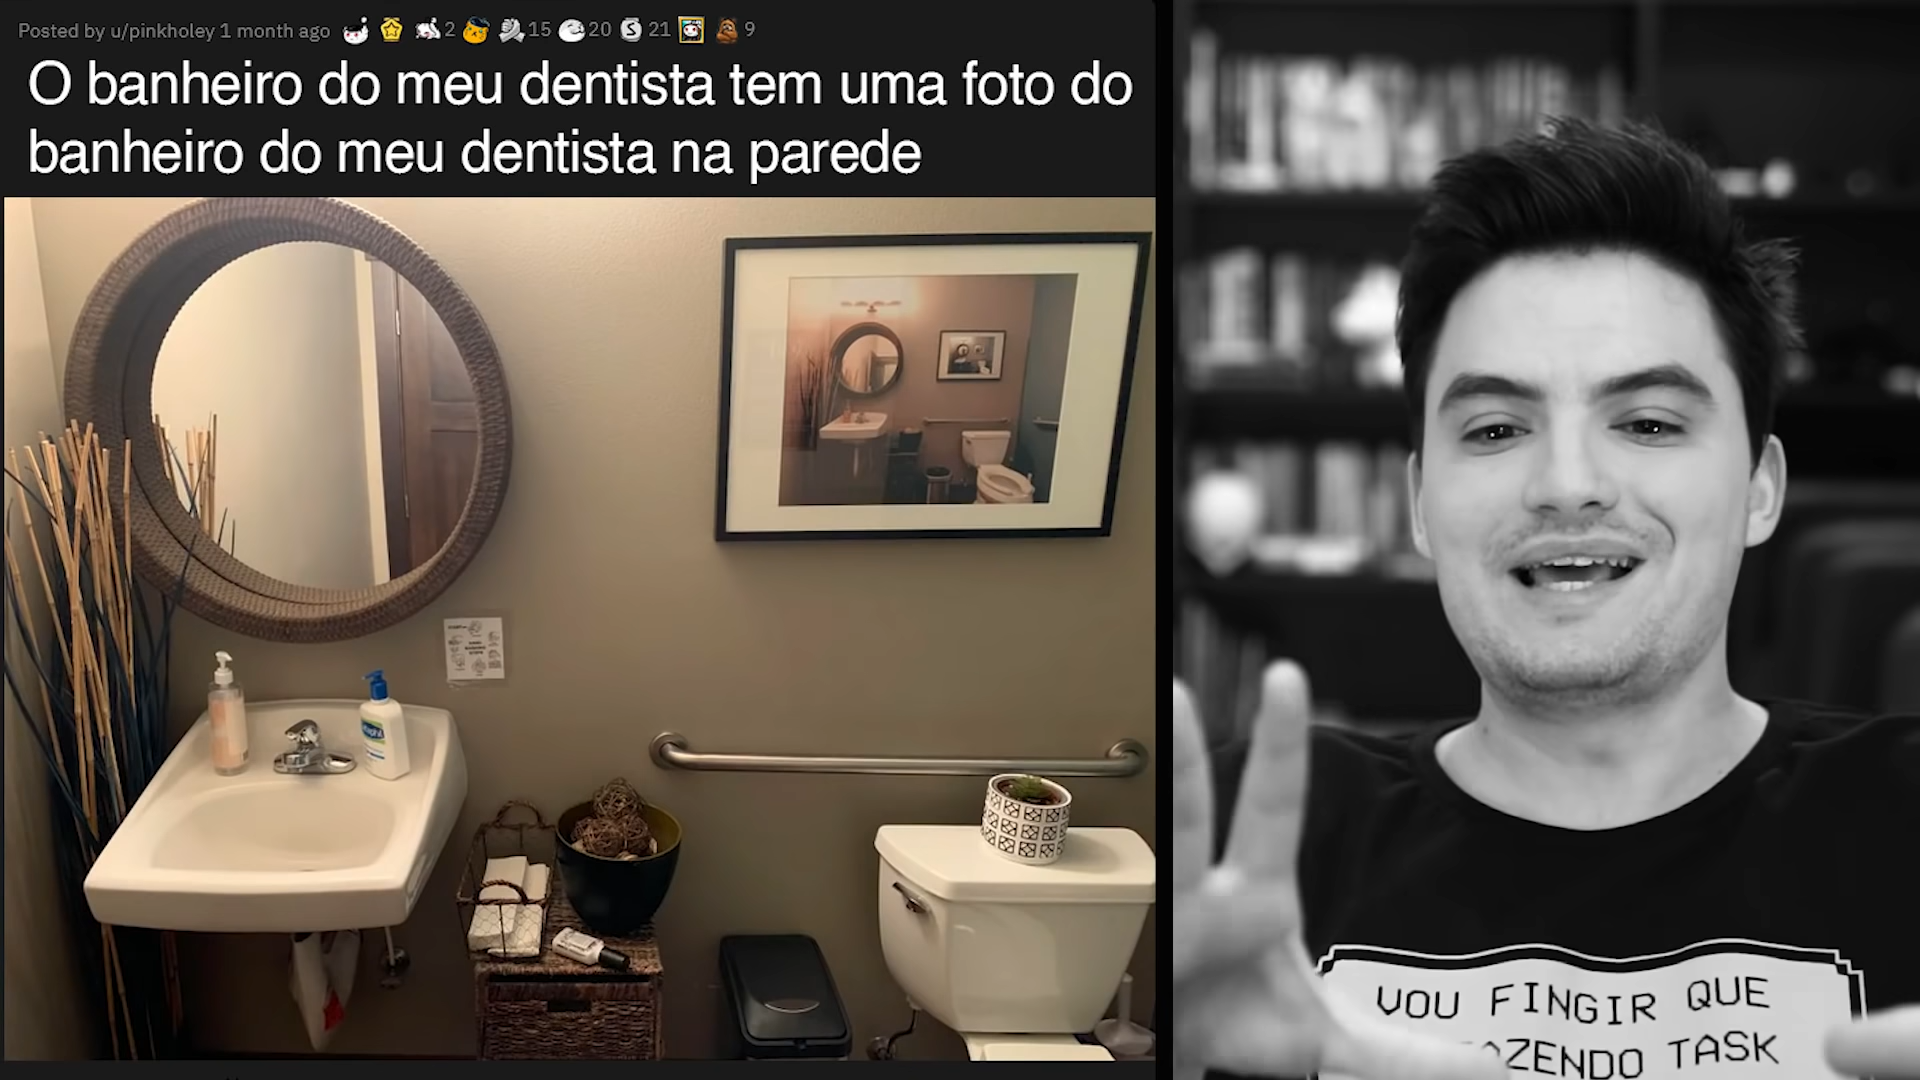 Posted by u/pinkholey 1 month ago 2 15 20 21 9
O banheiro do meu dentista tem uma foto do
banheiro do meu dentista na parede
VOU FINGIR QUE
AZENDO TASK